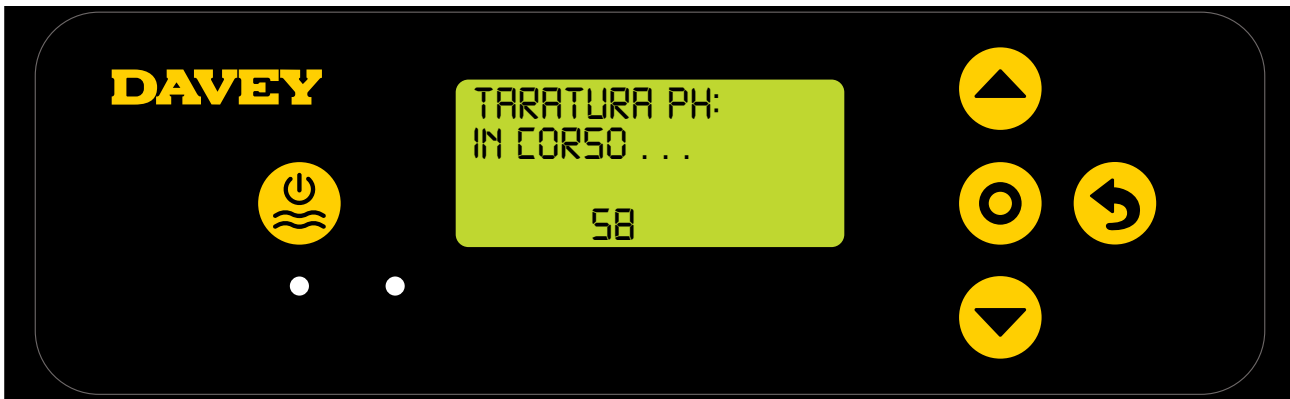 DAVEY
TARATURA PH:
IN CORSO . . .
58